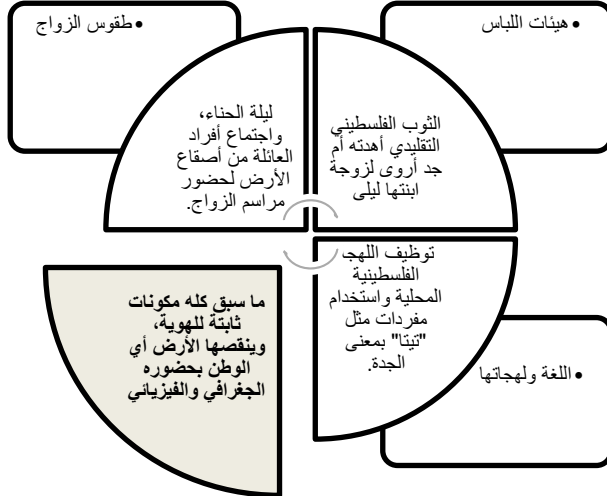 • هيئات اللباس
• طقوس الزواج
الثوب الفلسطيني
التقليدي أهدته أم
جد أروى لزوجة
ابنتها ليلى
ليلة الحناء،
واجتماع أفراد
العائلة من أصقاع
الأرض لحضور
مراسم الزواج.
توظيف اللهجـ
الفلسطينية
المحلية واستخدام
مفردات مثل
"تيتا" بمعنى
الجدة.
• اللغة ولهجاتها
ما سبق كله مكونات
ثابتة للهوية،
وينقصها الأرض أي
الوطن بحضوره
الجغرافي والفيزيائي